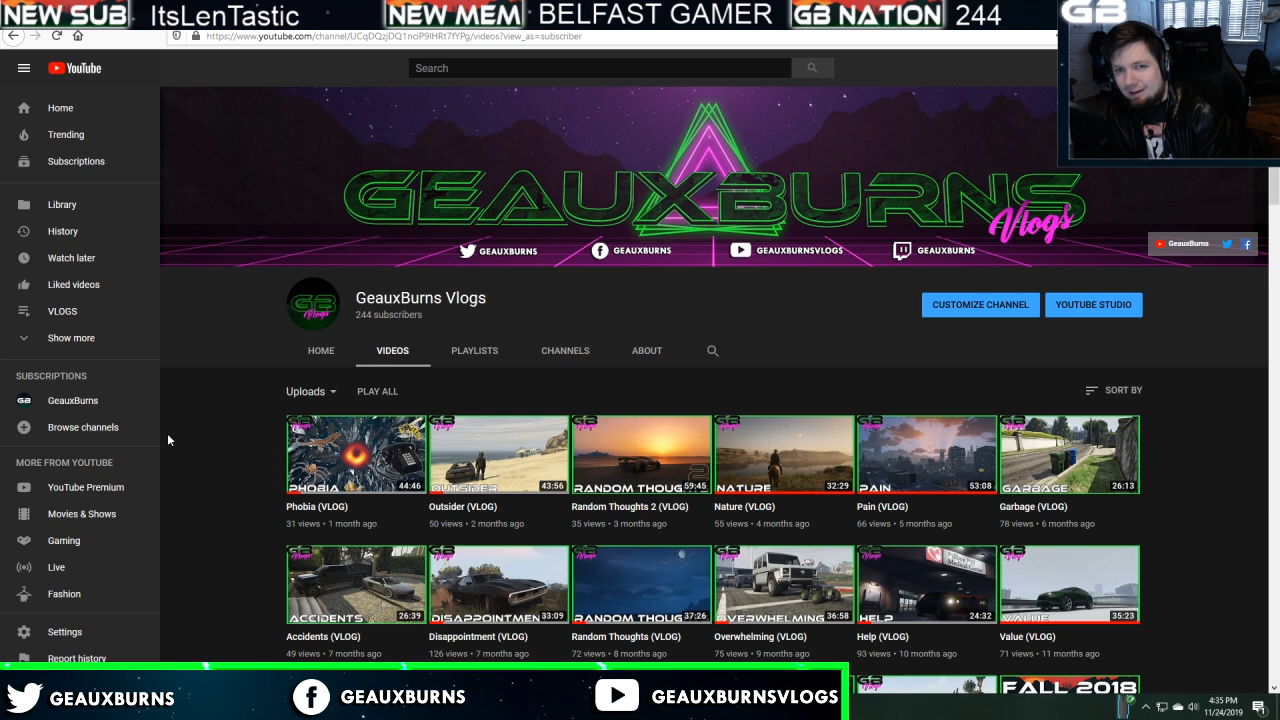 NEW SUB ItsLenTastic NEW MEM BELFAST GAMER GB NATION 244 GB
https://www.youtube.com/channel/UCqDQzjDQ1nciP9IHRt7fYPg/videos?view_as=subscriber
YouTube
Search
Home
Trending
Subscriptions
Library
History
Watch later
Liked videos
VLOGS
Show more
SUBSCRIPTIONS
GeauxBurns
Browse channels
MORE FROM YOUTUBE
YouTube Premium
Movies & Shows
Gaming
Live
Fashion
Settings
Report history
GEAUXBURNS
Vlogs
GEAUXBURNS GEAUXBURNS GEAUXBURNSVLOGS GEAUXBURNS
GeauxBurns
GB
Vlogs
GeauxBurns Vlogs
244 subscribers
CUSTOMIZE CHANNEL YOUTUBE STUDIO
HOME VIDEOS PLAYLISTS CHANNELS ABOUT
Uploads PLAY ALL SORT BY
PHOBIA 44:46 OUTSIDER 43:56 RANDOM THOUG 2 59:45 NATURE 32:29 PAIN 53:08 GARBAGE 26:13
Phobia (VLOG) Outsider (VLOG) Random Thoughts 2 (VLOG) Nature (VLOG) Pain (VLOG) Garbage (VLOG)
31 views • 1 month ago 50 views • 2 months ago 35 views • 3 months ago 55 views • 4 months ago 66 views • 5 months ago 78 views • 6 months ago
ACCIDENTS 26:39 DISAPPOINTMEN 33:09 RANDOM THOUG 37:26 OVERWHELMING 36:58 HELP 24:32 VALUE 35:23
Accidents (VLOG) Disappointment (VLOG) Random Thoughts (VLOG) Overwhelming (VLOG) Help (VLOG) Value (VLOG)
49 views • 7 months ago 126 views • 7 months ago 72 views • 8 months ago 75 views • 9 months ago 93 views • 10 months ago 71 views • 11 months ago
FALL 2018
GEAUXBURNS GEAUXBURNS GEAUXBURNSVLOGS
4:35 PM
11/24/2019